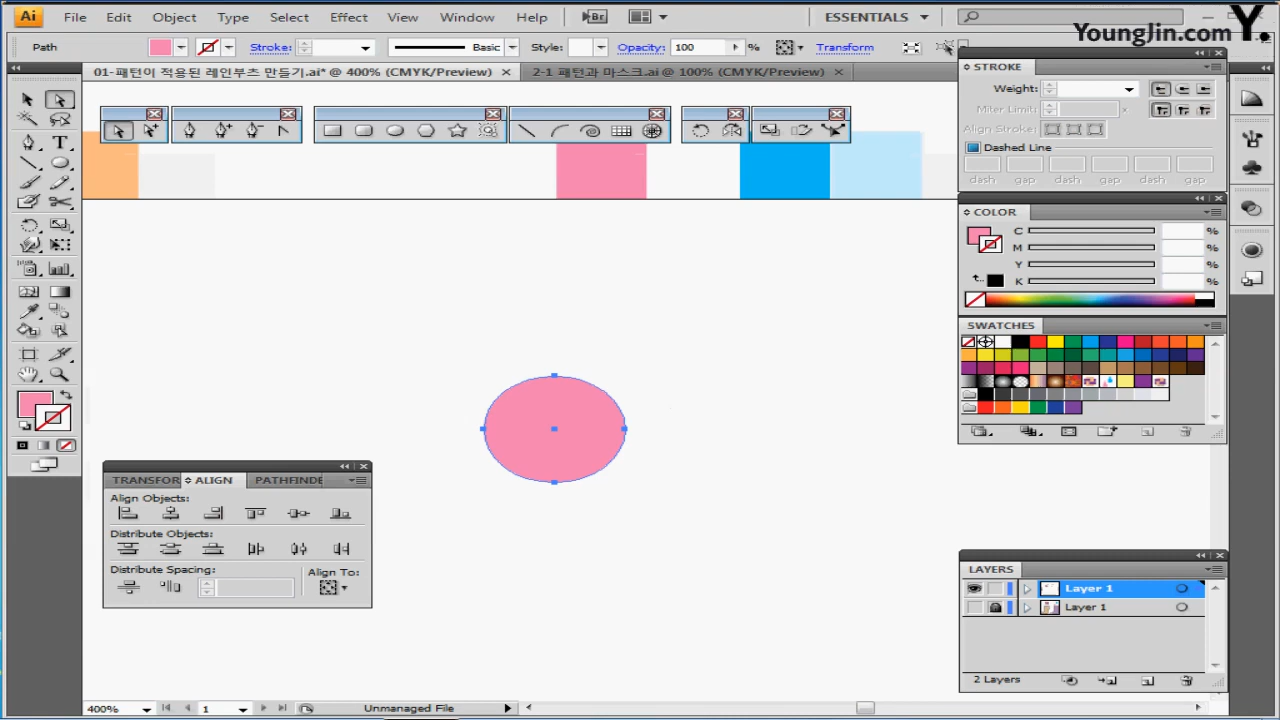 Ai File Edit Object Type Select Effect View Window Help Br ESSENTIALS
YoungJin.com Y.
Path Stroke: Basic Style: Opacity: 100 % Transform
01-패턴이 적용된 레인부츠 만들기.ai* @ 400% (CMYK/Preview) × 2-1 패턴과 마스크.ai @ 100% (CMYK/Preview) ×
STROKE
Weight:
Miter Limit: x
Align Stroke:
Dashed Line
dash gap dash gap dash gap
COLOR
C %
M %
Y %
K %
SWATCHES
TRANSFOR ALIGN PATHFINDE
Align Objects:
Distribute Objects:
Distribute Spacing: Align To:
LAYERS
Layer 1
Layer 1
2 Layers
400% 1 Unmanaged File